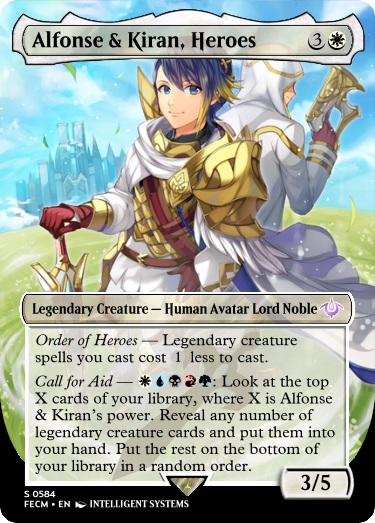 Alfonse & Kiran, Heroes 3
Legendary Creature — Human Avatar Lord Noble
Order of Heroes — Legendary creature
spells you cast cost 1 less to cast.
Call for Aid — : Look at the top
X cards of your library, where X is Alfonse
& Kiran's power. Reveal any number of
legendary creature cards and put them into
your hand. Put the rest on the bottom of
your library in a random order.
3/5
S 0584
FECM • EN INTELLIGENT SYSTEMS